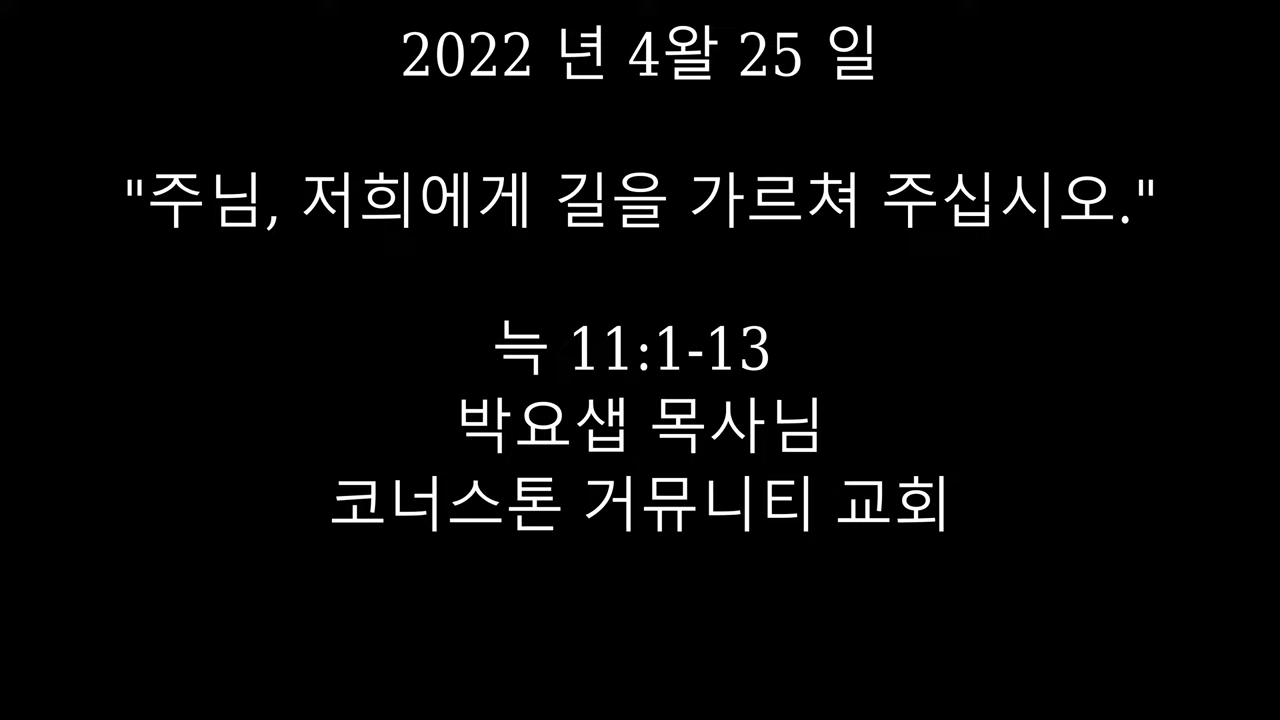 2022 년 4왈 25 일
"주님, 저희에게 길을 가르쳐 주십시오."
늑 11:1-13
박요샙 목사님
코너스톤 거뮤니티 교회